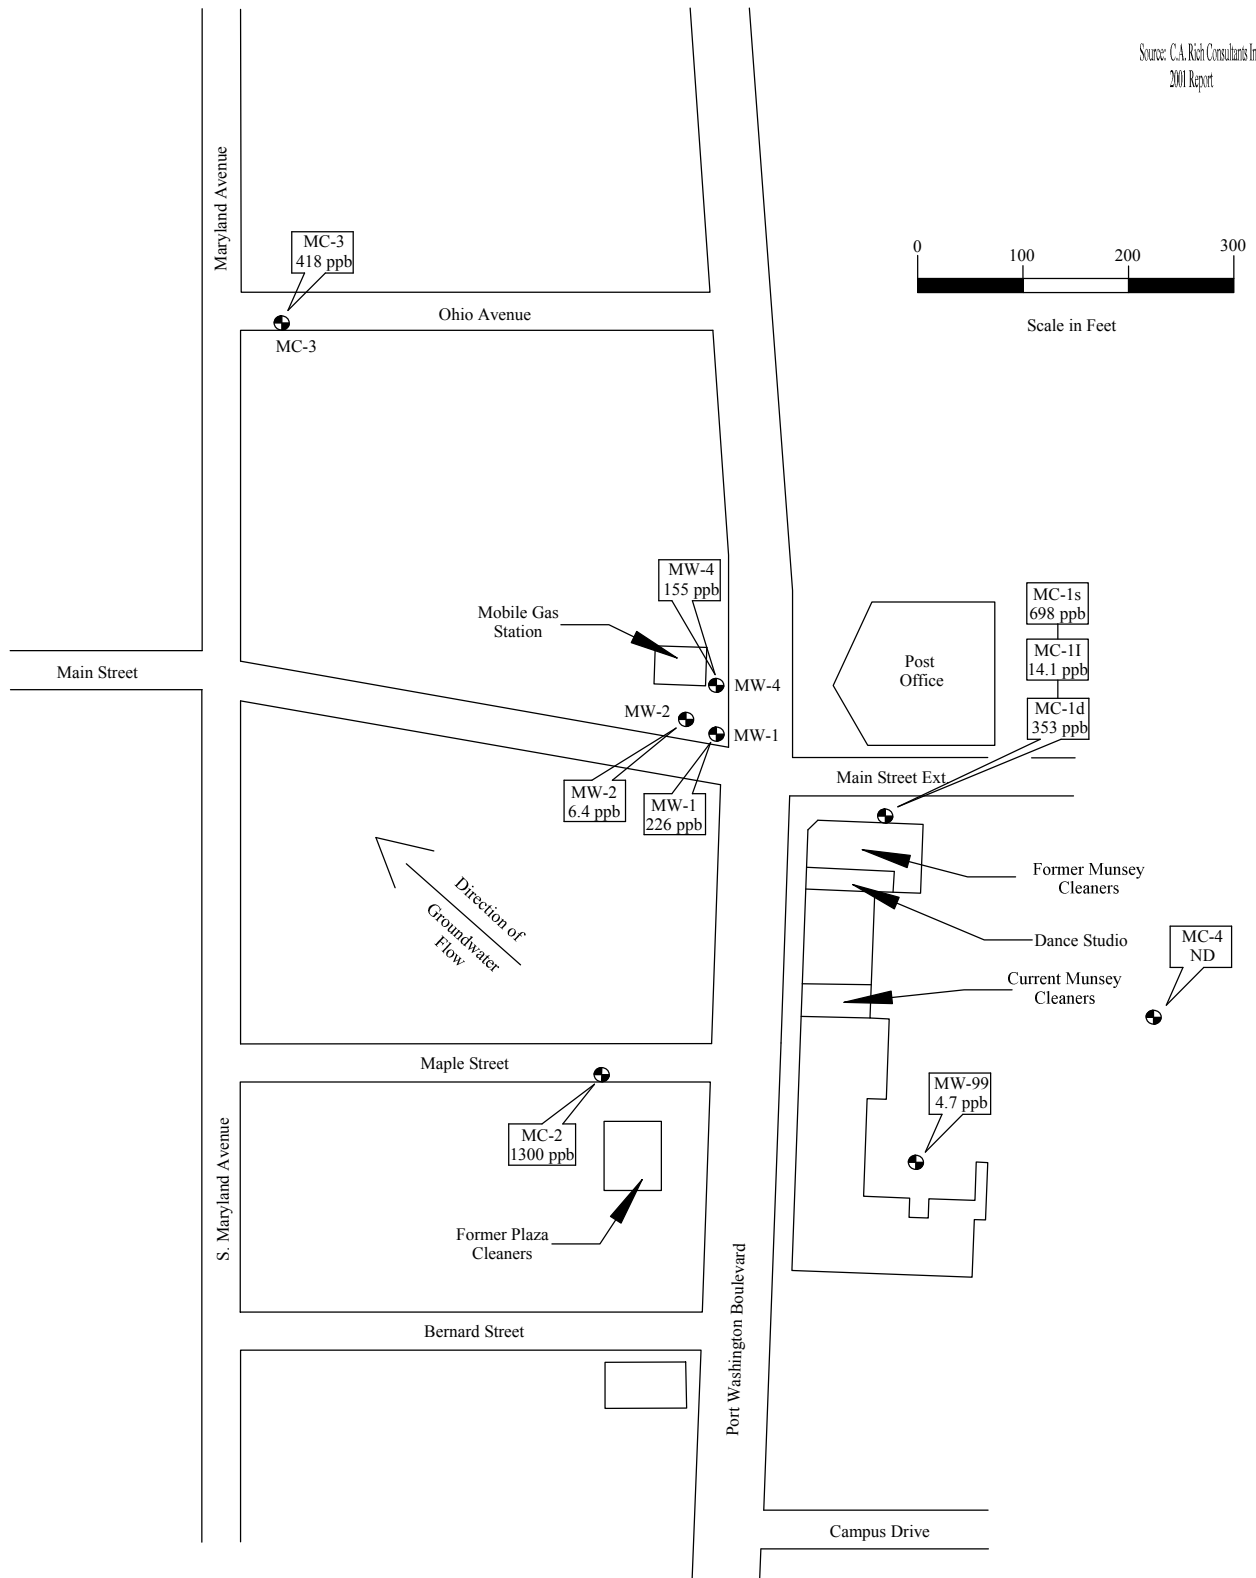 Source: C.A. Rich Consultants In
2001 Report
Maryland Avenue
MC-3
418 ppb
0
100
200
300
Scale in Feet
Ohio Avenue
MC-3
MW-4
155 ppb
Mobile Gas
Station
MC-1s
698 ppb
MC-1I
14.1 ppb
MC-1d
353 ppb
Post
Office
Main Street
MW-4
MW-2
MW-1
Main Street Ext.
MW-2
6.4 ppb
MW-1
226 ppb
Former Munsey
Cleaners
Direction of
Groundwater
Flow
Dance Studio
MC-4
ND
Current Munsey
Cleaners
Maple Street
MW-99
4.7 ppb
MC-2
1300 ppb
S. Maryland Avenue
Former Plaza
Cleaners
Port Washington Boulevard
Bernard Street
Campus Drive